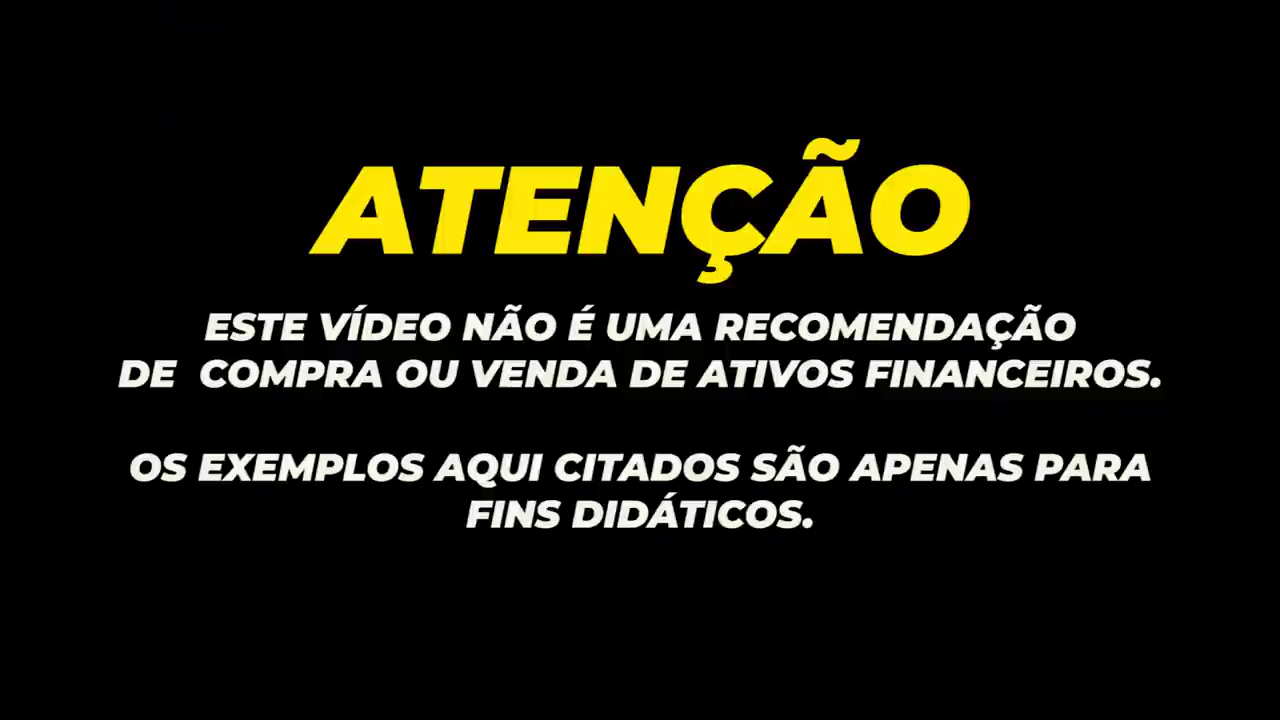 ATENÇÃO
ESTE VÍDEO NÃO É UMA RECOMENDAÇÃO
DE COMPRA OU VENDA DE ATIVOS FINANCEIROS.
OS EXEMPLOS AQUI CITADOS SÃO APENAS PARA
FINS DIDÁTICOS.